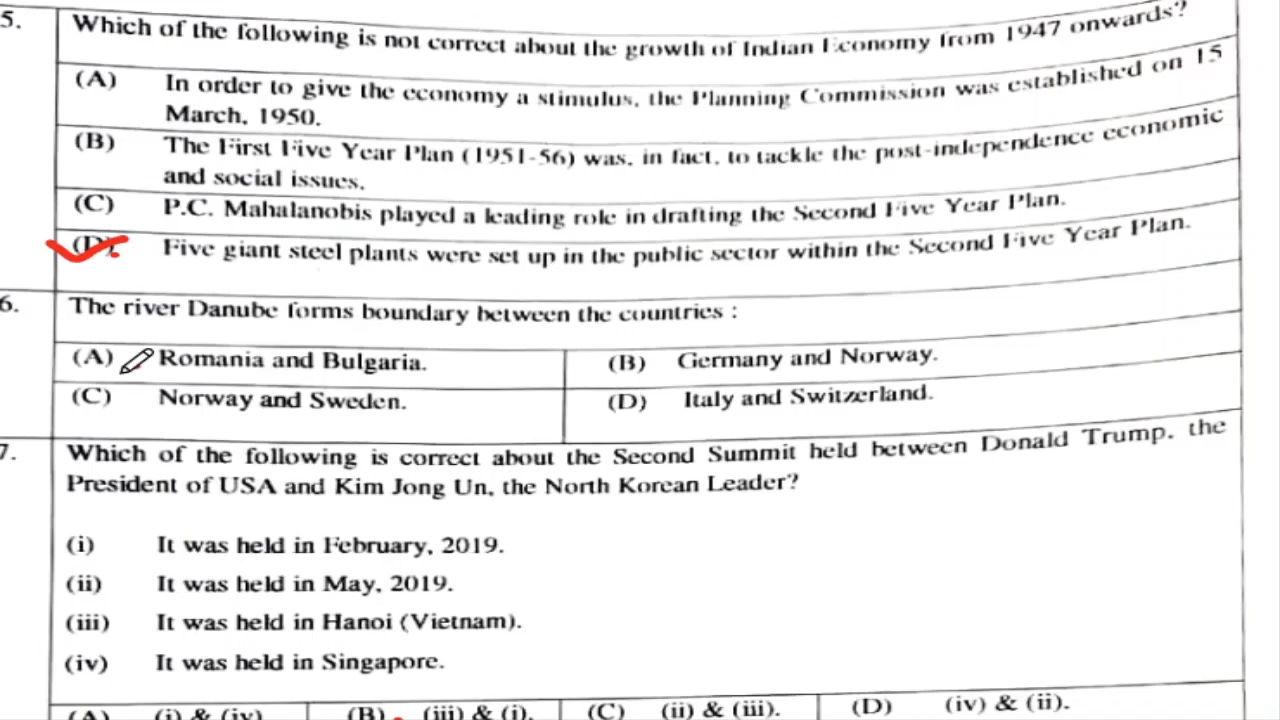 5. Which of the following is not correct about the growth of Indian Economy from 1947 onwards?
(A) In order to give the economy a stimulus, the Planning Commission was established on 15
March, 1950.
(B) The First Five Year Plan (1951-56) was, in fact, to tackle the post-independence economic
and social issues.
(C) P.C. Mahalanobis played a leading role in drafting the Second Five Year Plan.
(D) Five giant steel plants were set up in the public sector within the Second Five Year Plan.
6. The river Danube forms boundary between the countries :
(A) Romania and Bulgaria. (B) Germany and Norway.
(C) Norway and Sweden. (D) Italy and Switzerland.
7. Which of the following is correct about the Second Summit held between Donald Trump, the
President of USA and Kim Jong Un, the North Korean Leader?
(i) It was held in February, 2019.
(ii) It was held in May, 2019.
(iii) It was held in Hanoi (Vietnam).
(iv) It was held in Singapore.
(A) (i) & (iv). (B) (iii) & (i). (C) (ii) & (iii). (D) (iv) & (ii).